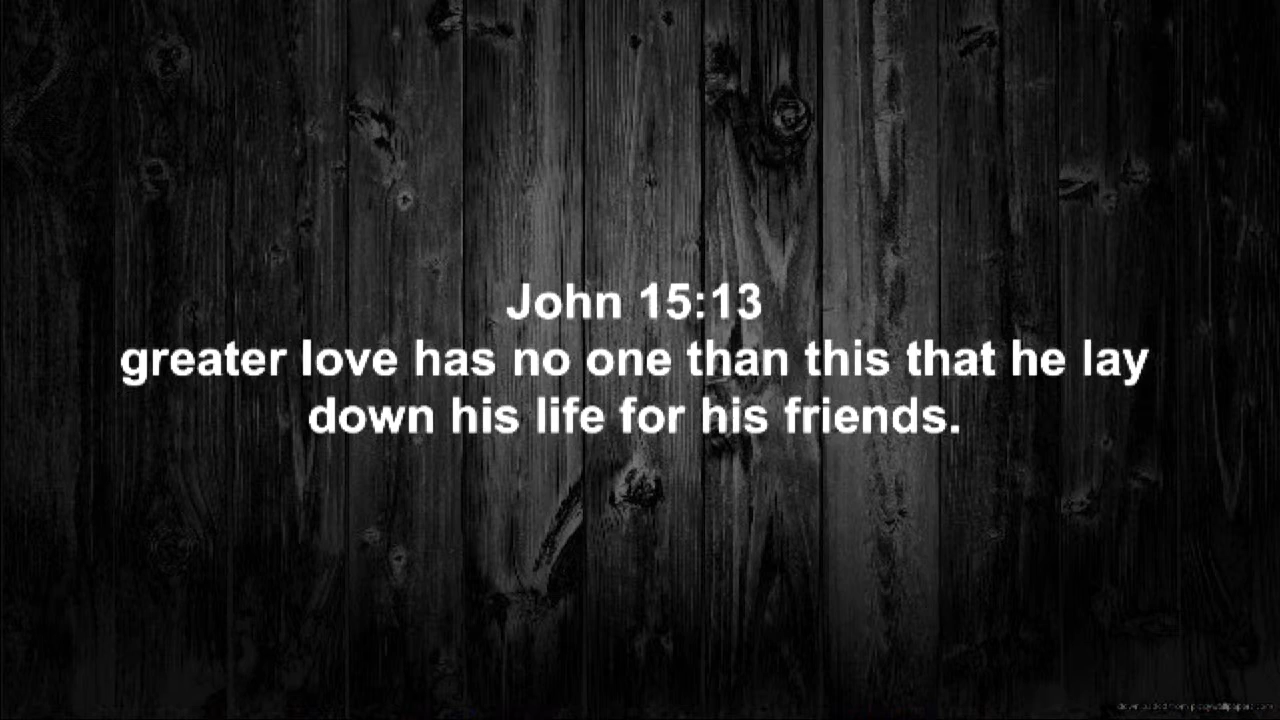 John 15:13
greater love has no one than this that he lay
down his life for his friends.